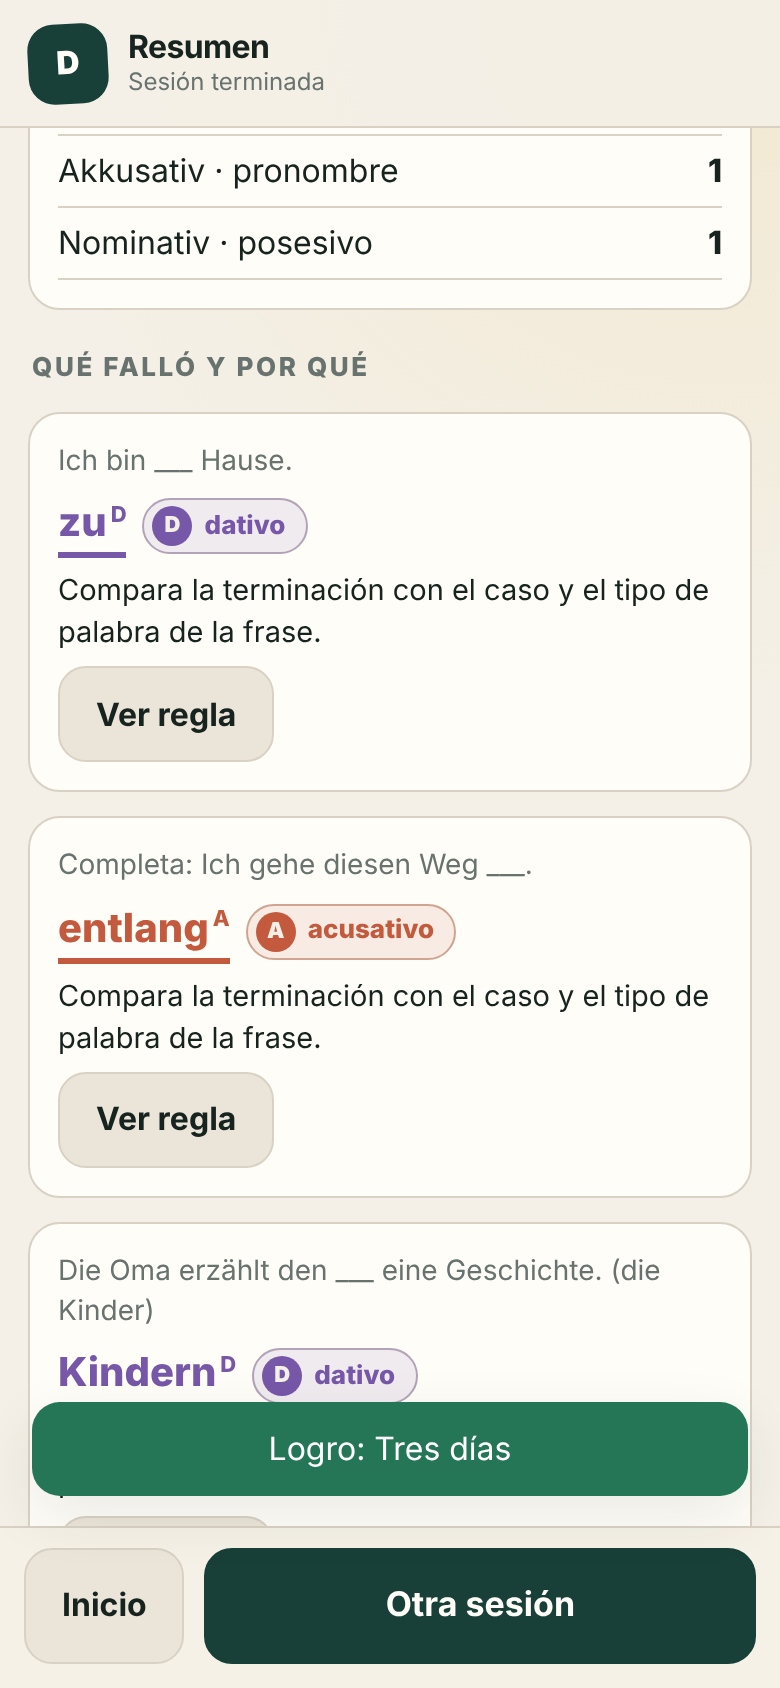 D
Resumen
Sesión terminada
Akkusativ · pronombre 1
Nominativ · posesivo 1
QUÉ FALLÓ Y POR QUÉ
Ich bin ___ Hause.
zu D D dativo
Compara la terminación con el caso y el tipo de
palabra de la frase.
Ver regla
Completa: Ich gehe diesen Weg ___.
entlang A A acusativo
Compara la terminación con el caso y el tipo de
palabra de la frase.
Ver regla
Die Oma erzählt den ___ eine Geschichte. (die
Kinder)
Kindern D D dativo
Logro: Tres días
Inicio
Otra sesión